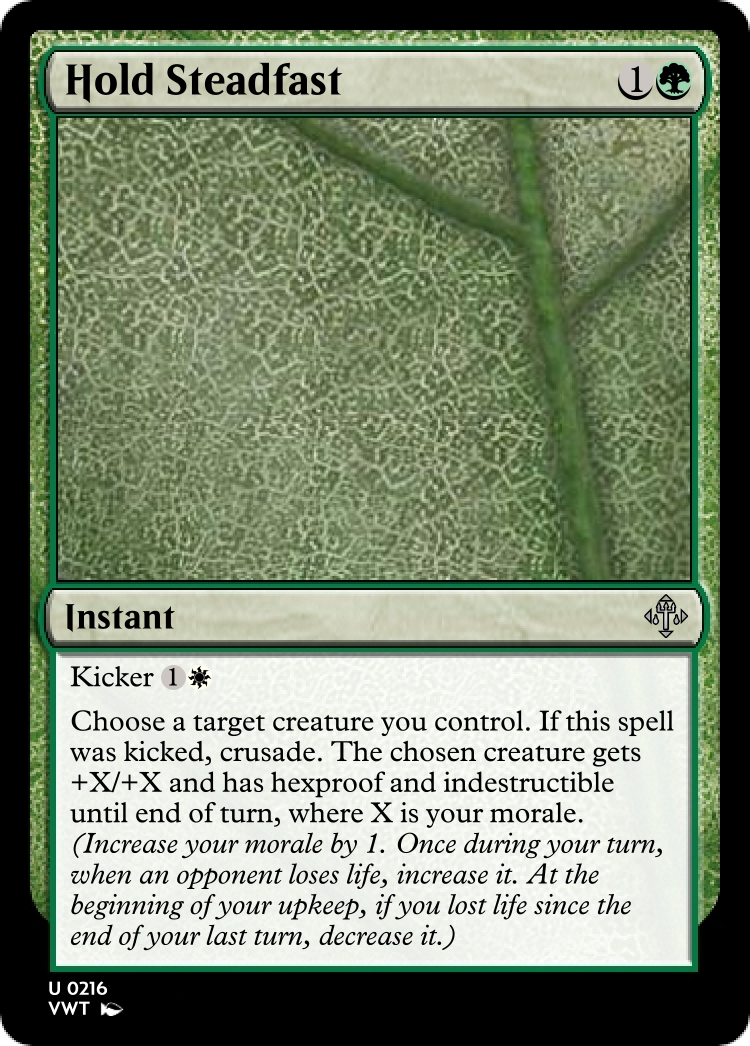 Hold Steadfast 1
Instant
Kicker 1
Choose a target creature you control. If this spell
was kicked, crusade. The chosen creature gets
+X/+X and has hexproof and indestructible
until end of turn, where X is your morale.
(Increase your morale by 1. Once during your turn,
when an opponent loses life, increase it. At the
beginning of your upkeep, if you lost life since the
end of your last turn, decrease it.)
U 0216
VWT